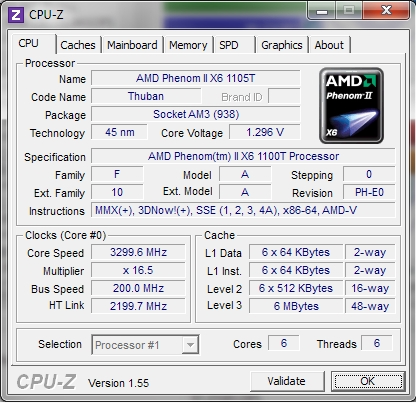 CPU-Z
CPU Caches Mainboard Memory SPD Graphics About
Processor
Name AMD Phenom II X6 1105T
Code Name Thuban Brand ID
Package Socket AM3 (938)
Technology 45 nm Core Voltage 1.296 V
AMD
Phenom II
X6
Specification AMD Phenom(tm) II X6 1100T Processor
Family F Model A Stepping 0
Ext. Family 10 Ext. Model A Revision PH-E0
Instructions MMX(+), 3DNow!(+), SSE (1, 2, 3, 4A), x86-64, AMD-V
Clocks (Core #0)
Core Speed 3299.6 MHz
Multiplier x 16.5
Bus Speed 200.0 MHz
HT Link 2199.7 MHz
Cache
L1 Data 6 x 64 KBytes 2-way
L1 Inst. 6 x 64 KBytes 2-way
Level 2 6 x 512 KBytes 16-way
Level 3 6 MBytes 48-way
Selection Processor #1 Cores 6 Threads 6
CPU-Z Version 1.55 Validate OK